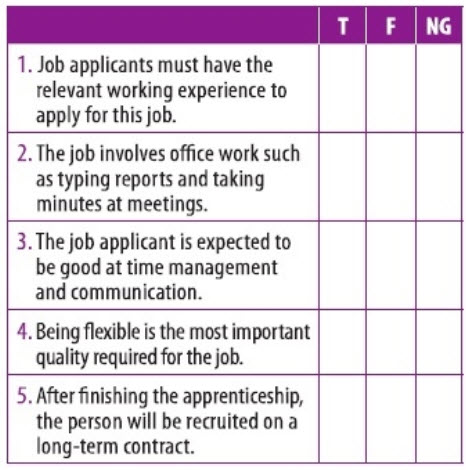 T F NG
1. Job applicants must have the
relevant working experience to
apply for this job.
2. The job involves office work such
as typing reports and taking
minutes at meetings.
3. The job applicant is expected to
be good at time management
and communication.
4. Being flexible is the most important
quality required for the job.
5. After finishing the apprenticeship,
the person will be recruited on a
long-term contract.